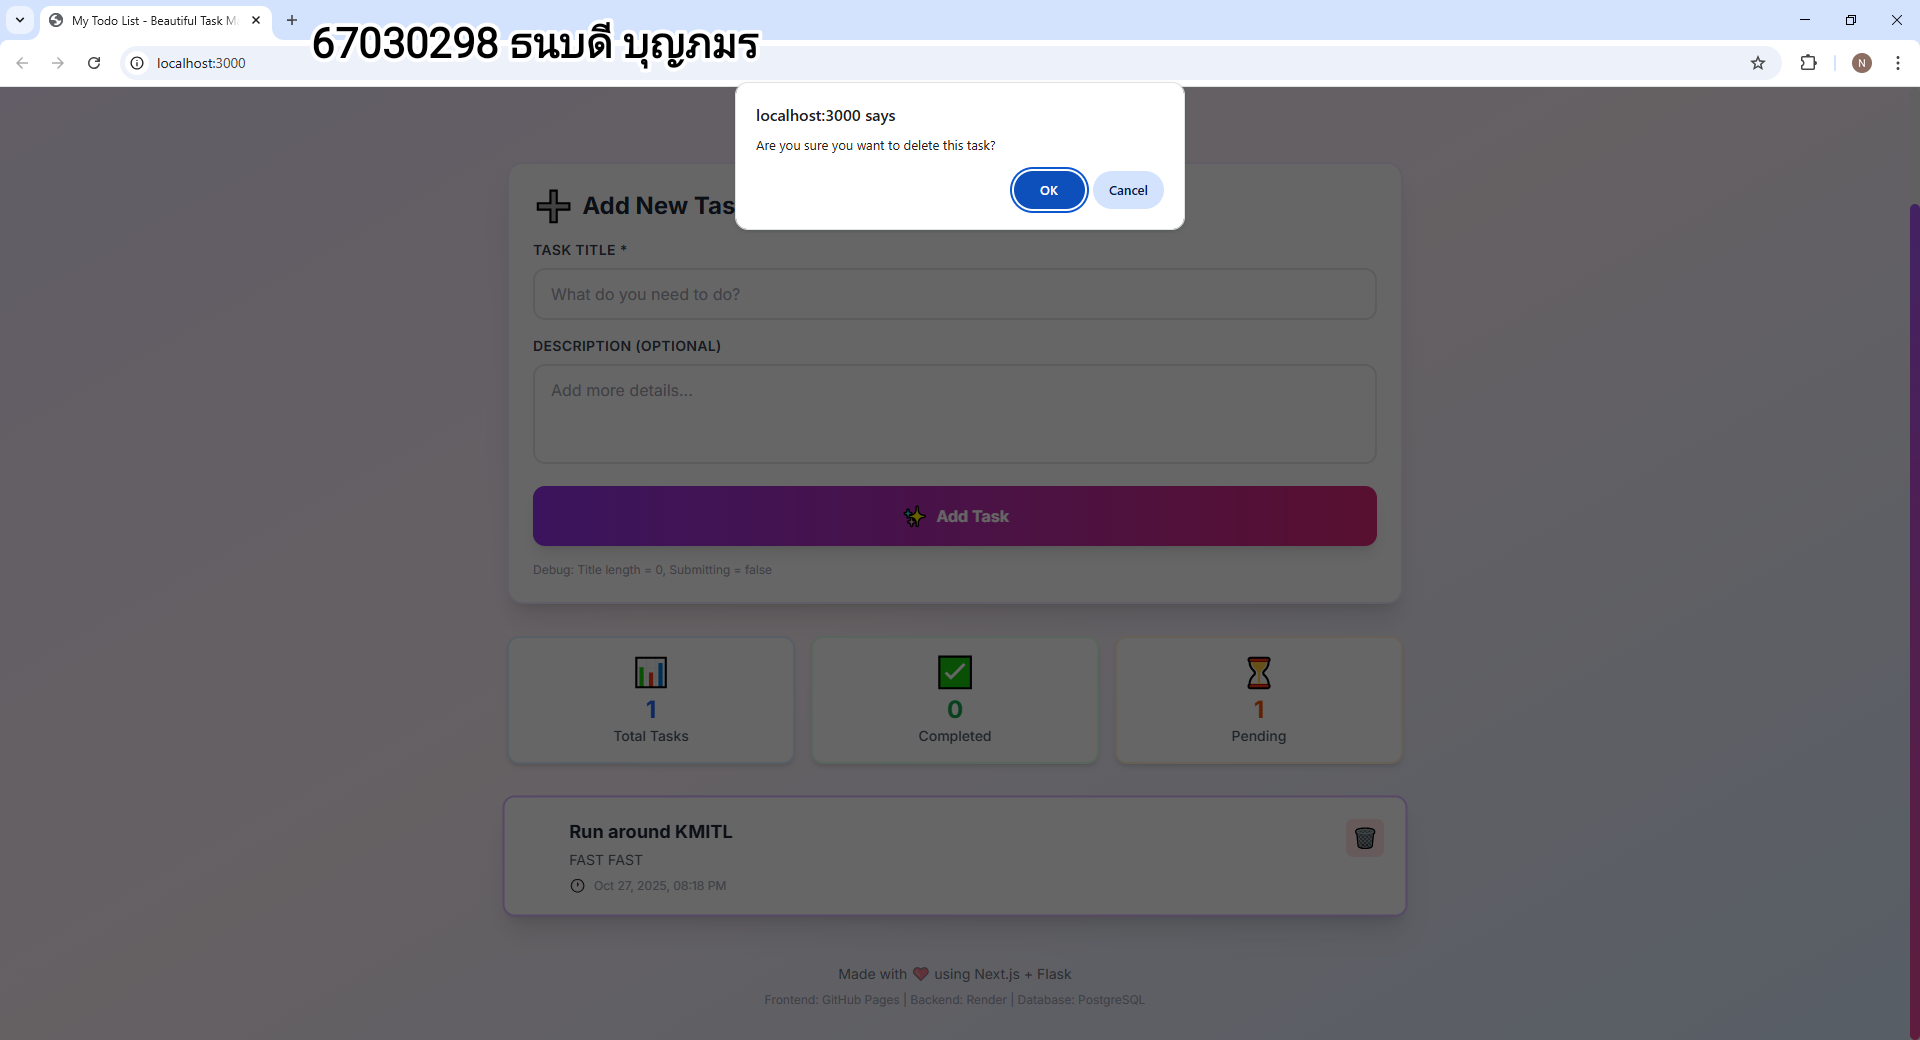 My Todo List - Beautiful Task M
67030298 ธนบดี บุญภมร
localhost:3000
N
localhost:3000 says
Are you sure you want to delete this task?
OK
Cancel
Add New Tas
TASK TITLE *
What do you need to do?
DESCRIPTION (OPTIONAL)
Add more details...
Add Task
Debug: Title length = 0, Submitting = false
1
Total Tasks
0
Completed
1
Pending
Run around KMITL
FAST FAST
Oct 27, 2025, 08:18 PM
Made with ❤️ using Next.js + Flask
Frontend: GitHub Pages | Backend: Render | Database: PostgreSQL